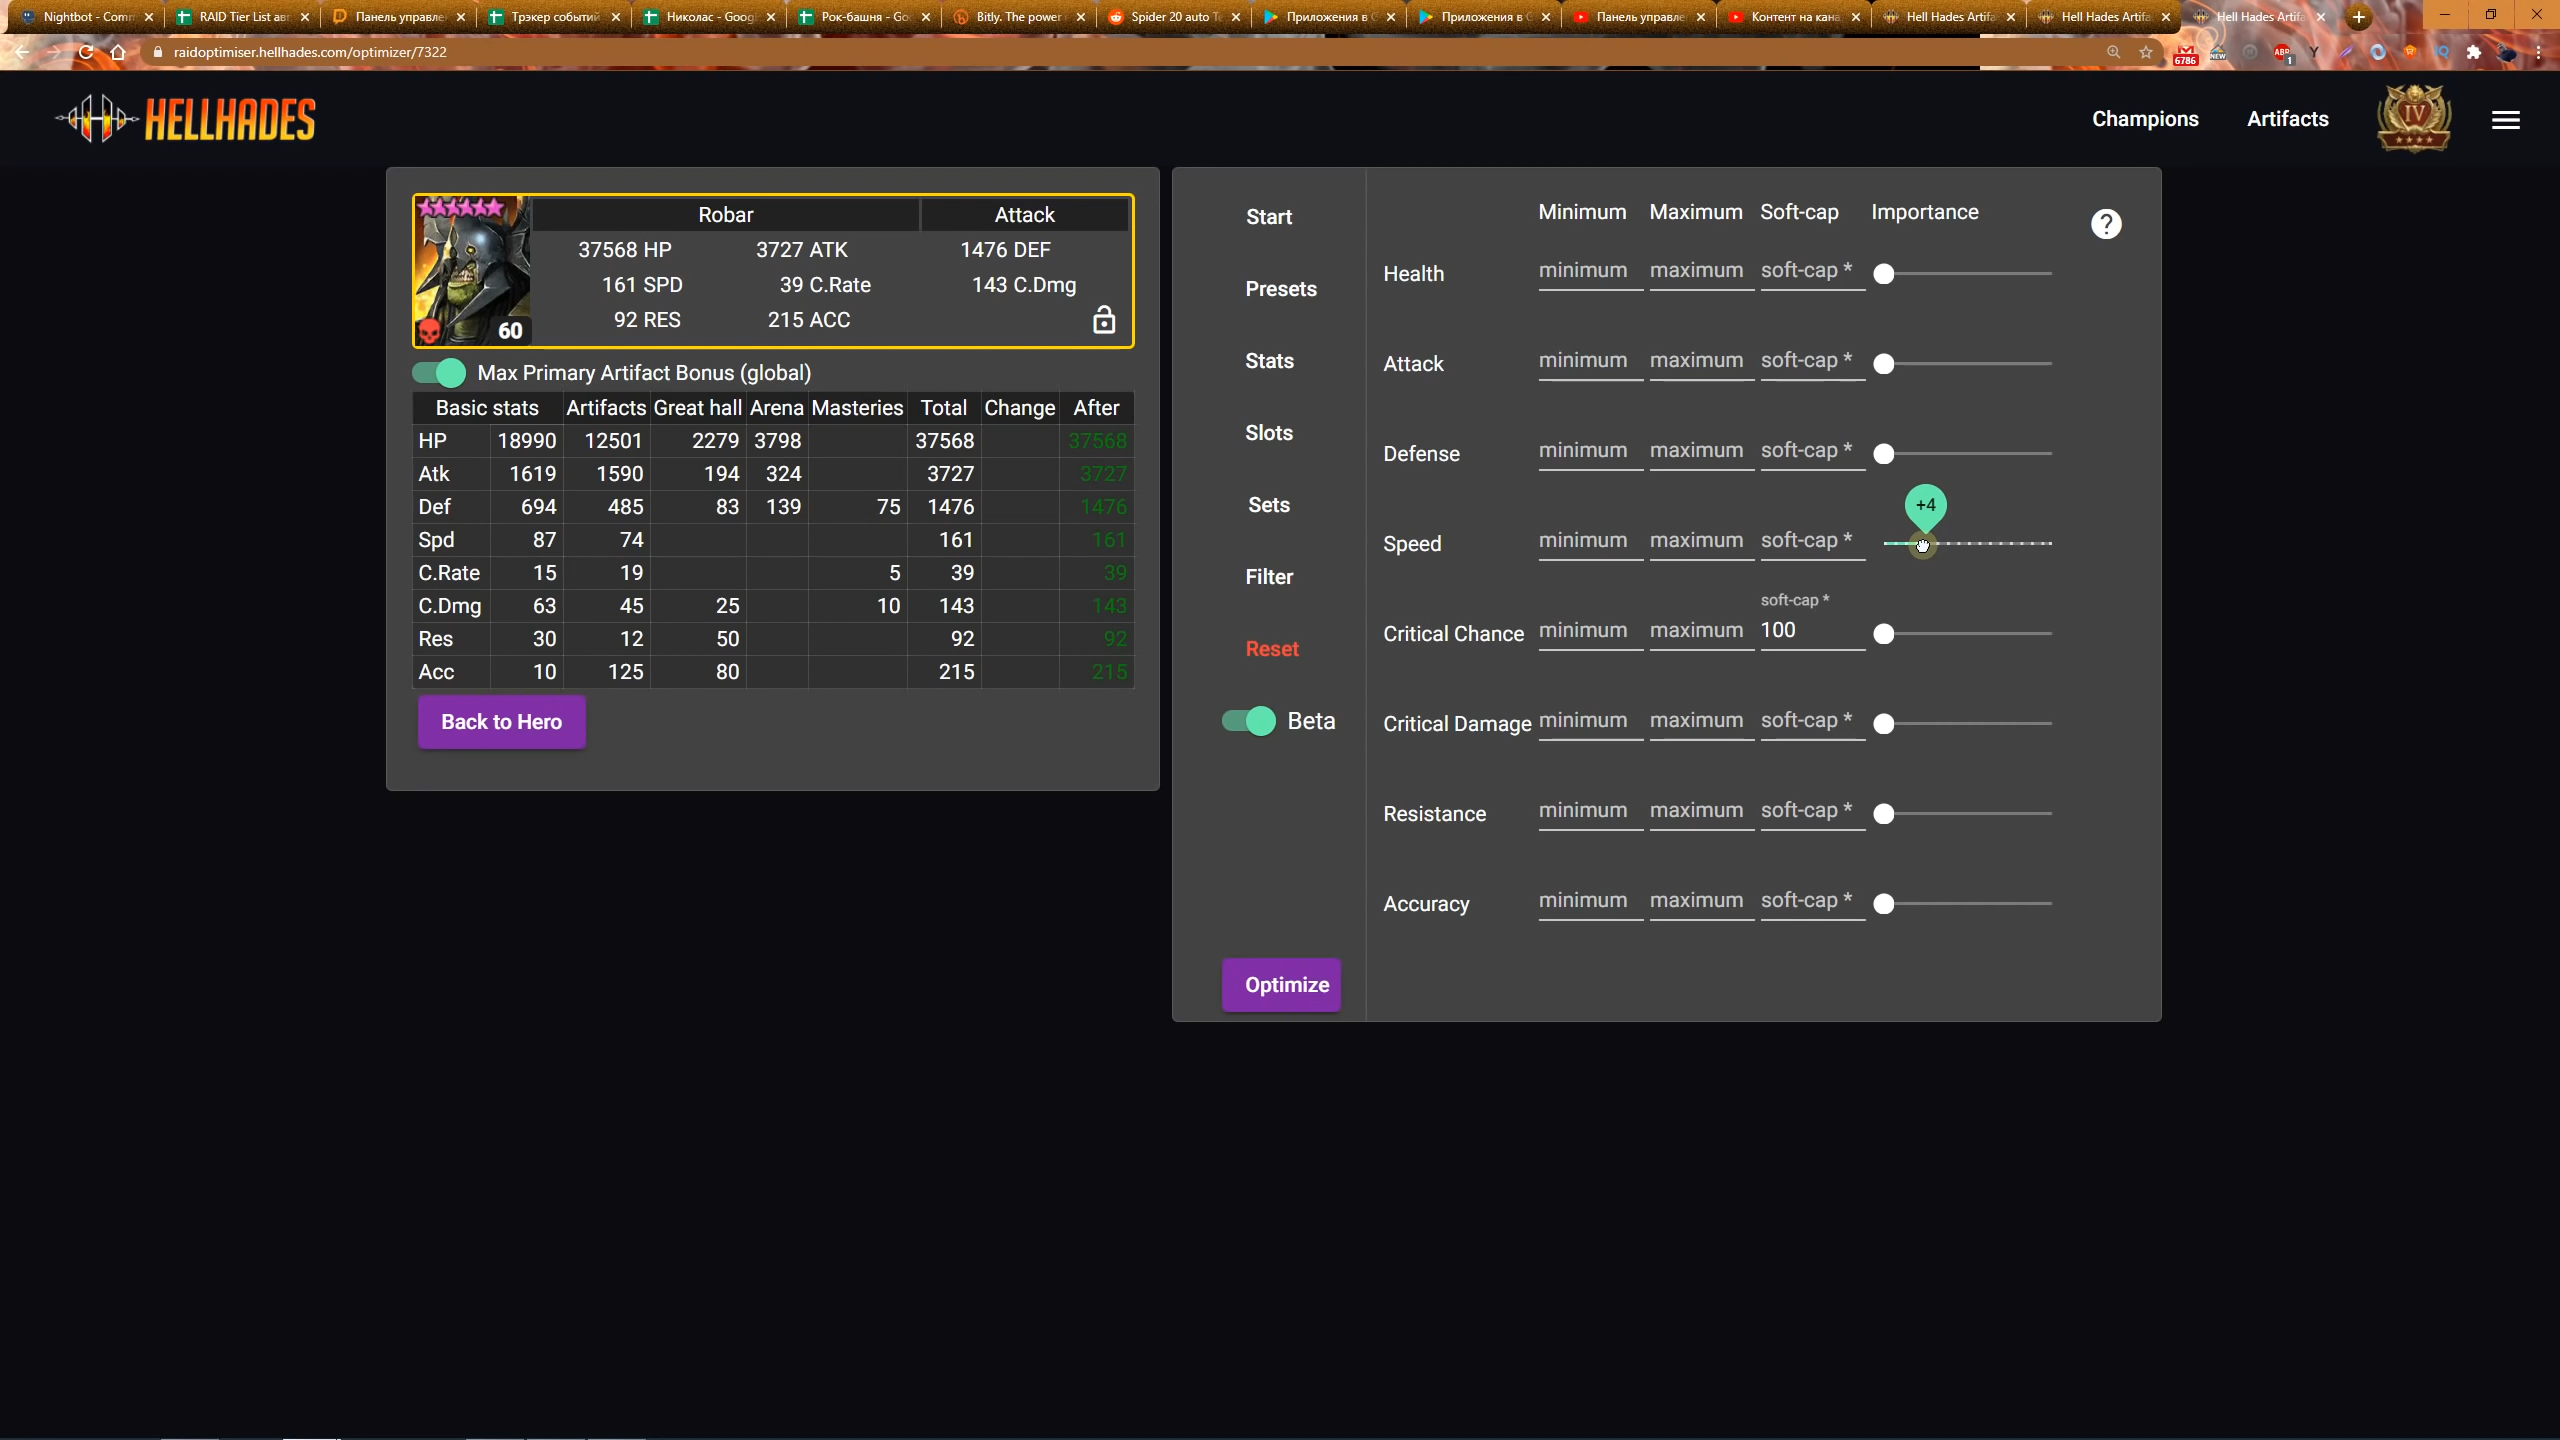 Nightbot - Com
RAID Tier List ав
Панель управле
Трэкер событий
Николас - Goog
Рок-башня - Go
Bitly. The power
Spider 20 auto T
Приложения в G
Приложения в G
Панель управле
Контент на кана
Hell Hades Artifa
Hell Hades Artifa
Hell Hades Artifa
raidoptimiser.hellhades.com/optimizer/7322
6786
NEW
ABP
1
HELLHADES
Champions
Artifacts
IV
60
Robar
Attack
37568 HP
3727 ATK
1476 DEF
161 SPD
39 C.Rate
143 C.Dmg
92 RES
215 ACC
Max Primary Artifact Bonus (global)
Basic stats Artifacts Great hall Arena Masteries Total Change After
HP 18990 12501 2279 3798 37568 37568
Atk 1619 1590 194 324 3727 3727
Def 694 485 83 139 75 1476 1476
Spd 87 74 161 161
C.Rate 15 19 5 39 39
C.Dmg 63 45 25 10 143 143
Res 30 12 50 92 92
Acc 10 125 80 215 215
Back to Hero
Start
Presets
Stats
Slots
Sets
Filter
Reset
Beta
Optimize
Minimum Maximum Soft-cap Importance
?
Health minimum maximum soft-cap *
Attack minimum maximum soft-cap *
Defense minimum maximum soft-cap *
+4
Speed minimum maximum soft-cap *
soft-cap *
Critical Chance minimum maximum 100
Critical Damage minimum maximum soft-cap *
Resistance minimum maximum soft-cap *
Accuracy minimum maximum soft-cap *